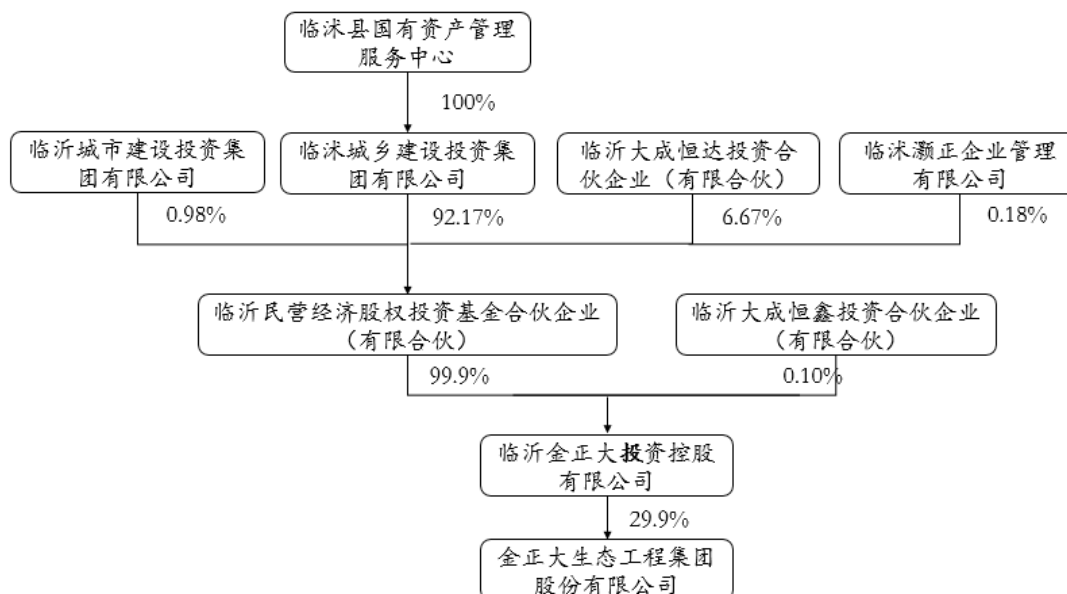 临沭县国有资产管理
服务中心
100%
临沂城市建设投资集
团有限公司
临沭城乡建设投资集
团有限公司
临沂大成恒达投资合
伙企业（有限合伙）
临沭灏正企业管理
有限公司
0.98%
92.17%
6.67%
0.18%
临沂民营经济股权投资基金合伙企业
（有限合伙）
临沂大成恒鑫投资合伙企业
（有限合伙）
99.9%
0.10%
临沂金正大投资控股
有限公司
29.9%
金正大生态工程集团
股份有限公司